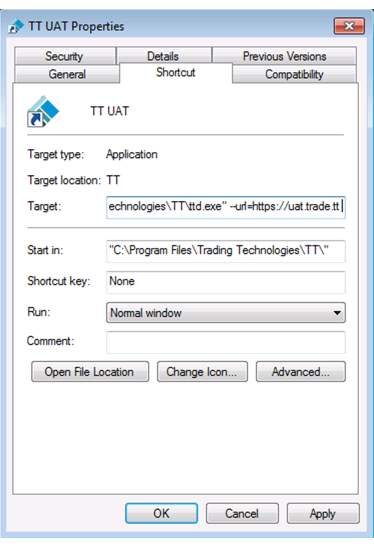 TT UAT Properties
Security Details Previous Versions
General Shortcut Compatibility
TT UAT
Target type: Application
Target location: TT
Target: echnologies\TT\ttd.exe" --url=https://uat.trade.tt
Start in: "C:\Program Files\Trading Technologies\TT\"
Shortcut key: None
Run: Normal window
Comment:
Open File Location Change Icon... Advanced...
OK Cancel Apply